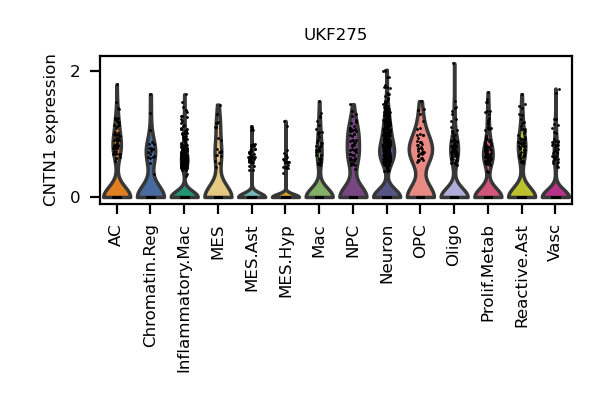 UKF275
CNTN1 expression
2
0
AC
Chromatin.Reg
Inflammatory.Mac
MES
MES.Ast
MES.Hyp
Mac
NPC
Neuron
OPC
Oligo
Prolif.Metab
Reactive.Ast
Vasc